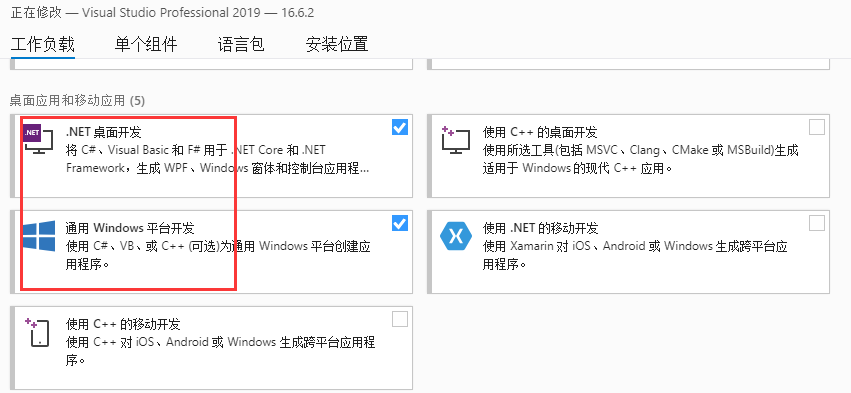 正在修改 — Visual Studio Professional 2019 — 16.6.2
工作负载 单个组件 语言包 安装位置
桌面应用和移动应用 (5)
.NET
.NET 桌面开发
将 C#、Visual Basic 和 F# 用于 .NET Core 和 .NET
Framework，生成 WPF、Windows 窗体和控制台应用程...
使用 C++ 的桌面开发
使用所选工具(包括 MSVC、Clang、CMake 或 MSBuild)生成
适用于 Windows 的现代 C++ 应用。
通用 Windows 平台开发
使用 C#、VB、或 C++ (可选)为通用 Windows 平台创建应
用程序。
使用 .NET 的移动开发
使用 Xamarin 对 iOS、Android 或 Windows 生成跨平台应
用程序。
使用 C++ 的移动开发
使用 C++ 对 iOS、Android 或 Windows 生成跨平台应用程
序。